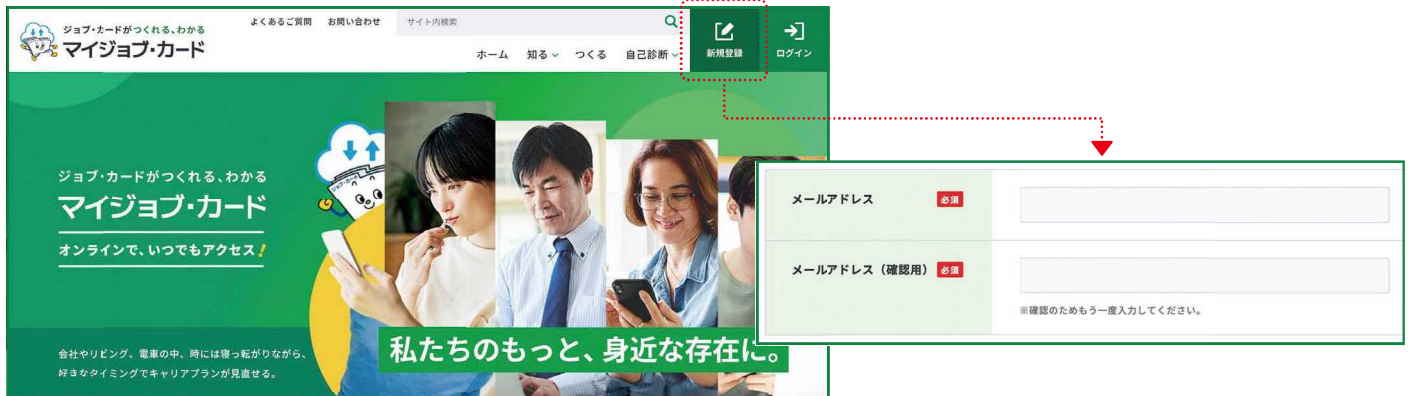 よくあるご質問 お問い合わせ サイト内検索
ジョブ・カードがつくれる、わかる
マイジョブ・カード
ホーム 知る つくる 自己診断 新規登録 ログイン
ジョブ・カードがつくれる、わかる
マイジョブ・カード
オンラインで、いつでもアクセス!
私たちのもっと、身近な存在に。
会社やリビング、電車の中、時には寝っ転がりながら、
好きなタイミングでキャリアプランが見直せる。
メールアドレス 必須
メールアドレス（確認用） 必須
※確認のためもう一度入力してください。